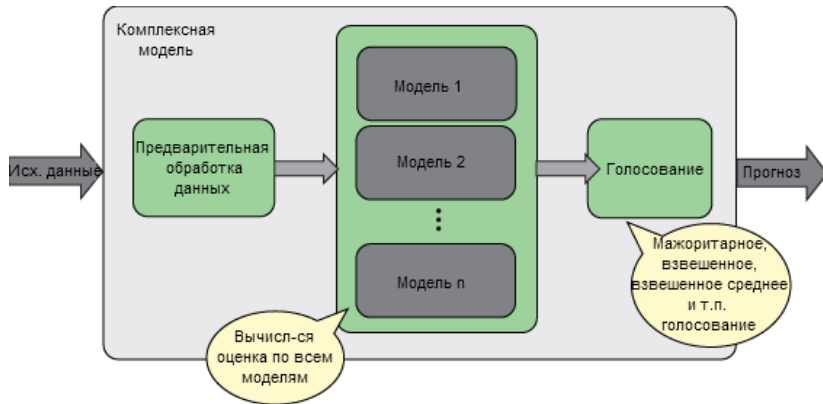 Комплексная
модель
Исх. данные
Предварительная
обработка
данных
Модель 1
Модель 2
Модель n
Голосование
Прогноз
Вычисл-ся
оценка по всем
моделям
Мажоритарное,
взвешенное,
взвешенное среднее
и т.п.
голосование